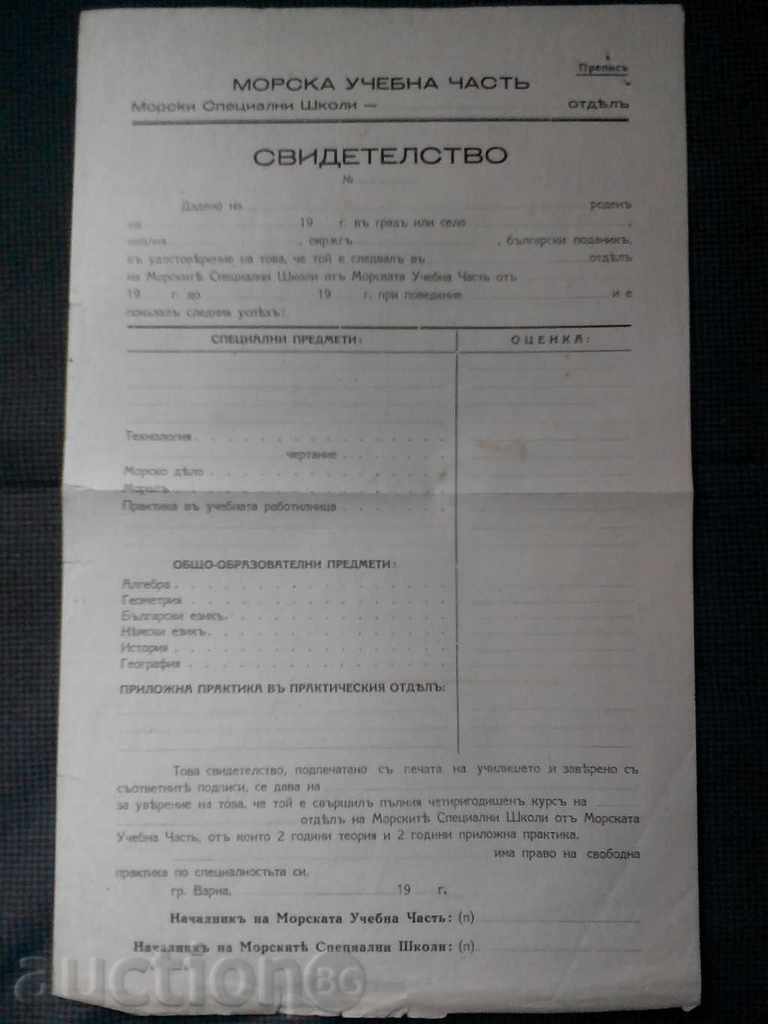 Преписъ
МОРСКА УЧЕБНА ЧАСТЬ
Морски Специални Школи — отдѣлъ
СВИДЕТЕЛСТВО
№
Дадено на роденъ
на 19 г. въ градъ или село ,
околия , окръгъ , български поданикъ,
въ удостовѣрение на това, че той е следвалъ въ отдѣлъ
на Морскитѣ Специални Школи отъ Морската Учебна Часть отъ
19 г. до 19 г. при поведение и е
показалъ следния успѣхъ:
СПЕЦИАЛНИ ПРЕДМЕТИ: ОЦЕНКА:
Технология
чертание
Морско дѣло
Моралъ
Практика въ учебната работилница
ОБЩО-ОБРАЗОВАТЕЛНИ ПРЕДМЕТИ:
Алгебра
Геометрия
Български езикъ
Нѣмски езикъ
История
География
ПРИЛОЖНА ПРАКТИКА ВЪ ПРАКТИЧЕСКИЯ ОТДѢЛЪ:
Това свидетелство, подпечатано съ печата на училището и завѣрено съ
съответнитѣ подписи, се дава на
за увѣрение на това, че той е свършилъ пълния четиригодишенъ курсъ на
отдѣлъ на Морскитѣ Специални Школи отъ Морската
Учебна Часть, отъ които 2 години теория и 2 години приложна практика.
има право на свободна
практика по специалностьта си.
гр. Варна, 19 г.
Началникъ на Морската Учебна Часть: (п)
Началникъ на Морскитѣ Специални Школи: (п)
auction BG